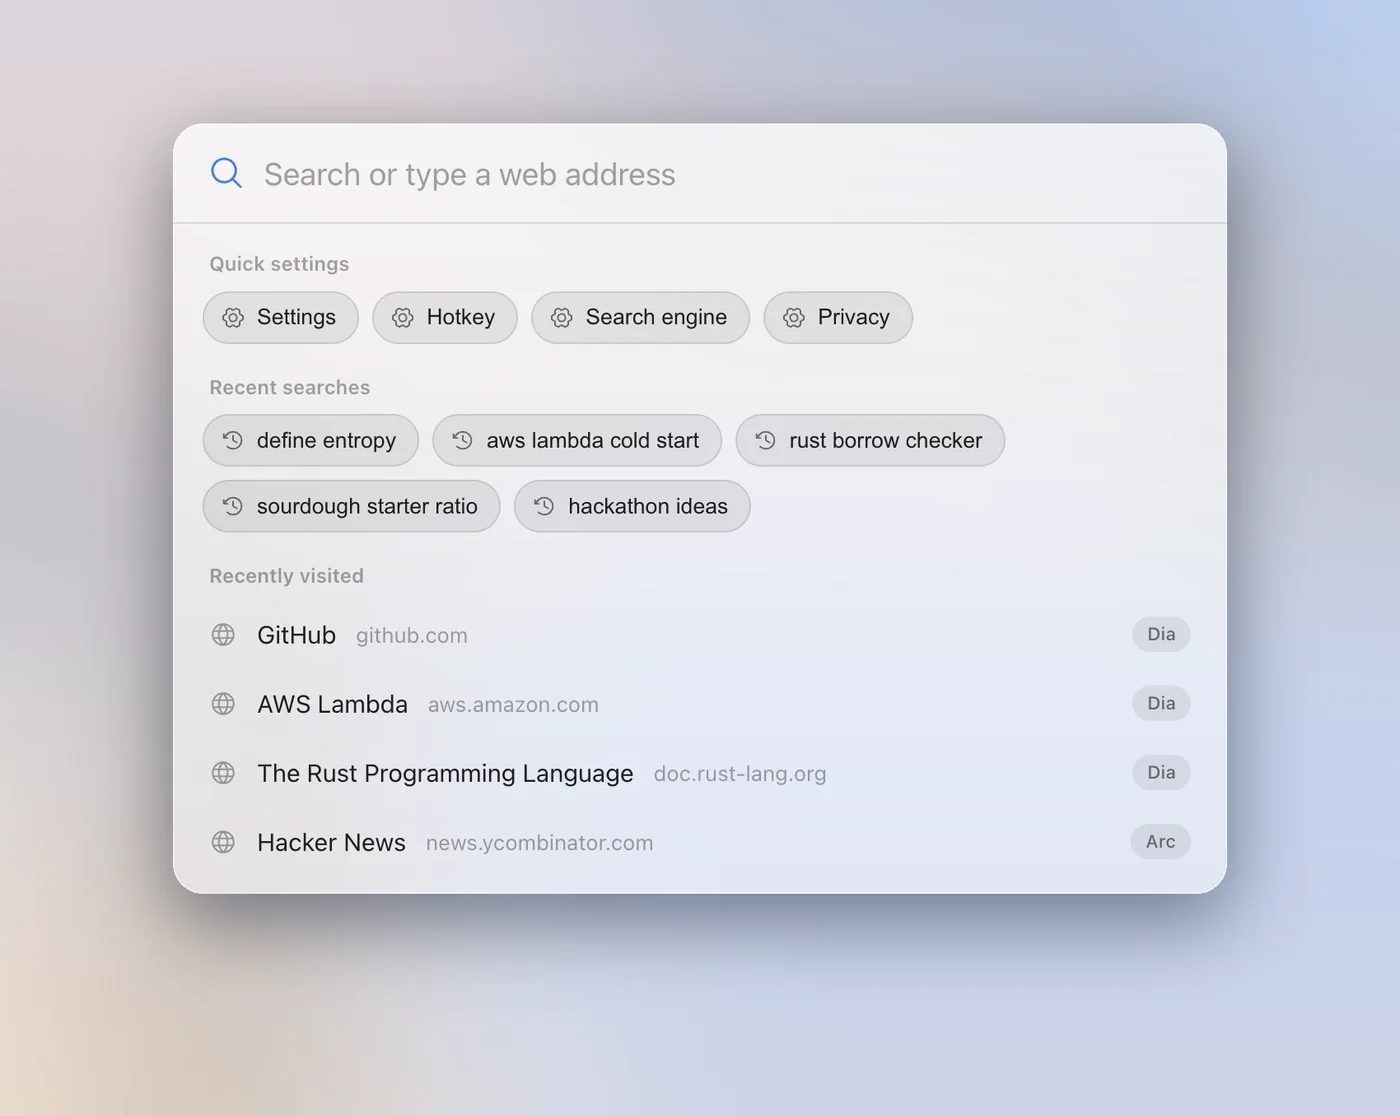 Search or type a web address
Quick settings
Settings Hotkey Search engine Privacy
Recent searches
define entropy aws lambda cold start rust borrow checker
sourdough starter ratio hackathon ideas
Recently visited
GitHub github.com Dia
AWS Lambda aws.amazon.com Dia
The Rust Programming Language doc.rust-lang.org Dia
Hacker News news.ycombinator.com Arc